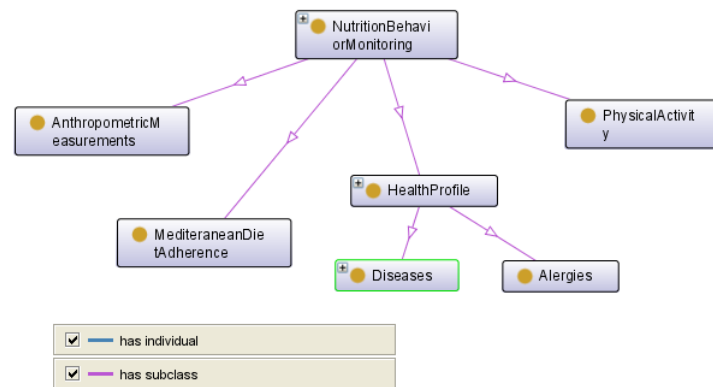 NutritionBehavi
orMonitoring
AnthropometricM
easurements
PhysicalActivit
y
HealthProfile
MediteraneanDie
tAdherence
Diseases
Alergies
has individual
has subclass